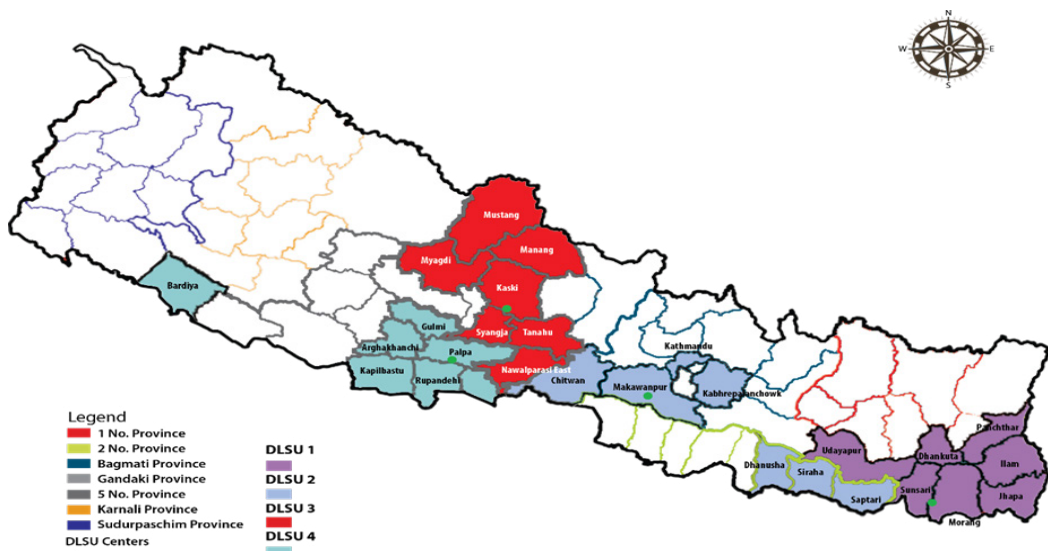 N
W
E
S
Mustang
Manang
Myagdi
Kaski
Bardiya
Gulmi
Syangja
Tanahu
Arghakhanchi
Palpa
Kathmandu
Kapilbastu
Rupandehi
Nawalparasi East
Chitwan
Makawanpur
Kabhrepalanchowk
Panchthar
Udayapur
Dhankuta
Dhanusha
Siraha
Ilam
Saptari
Sunsari
Jhapa
Morang
Legend
1 No. Province
2 No. Province
Bagmati Province
Gandaki Province
5 No. Province
Karnali Province
Sudurpaschim Province
DLSU Centers
DLSU 1
DLSU 2
DLSU 3
DLSU 4